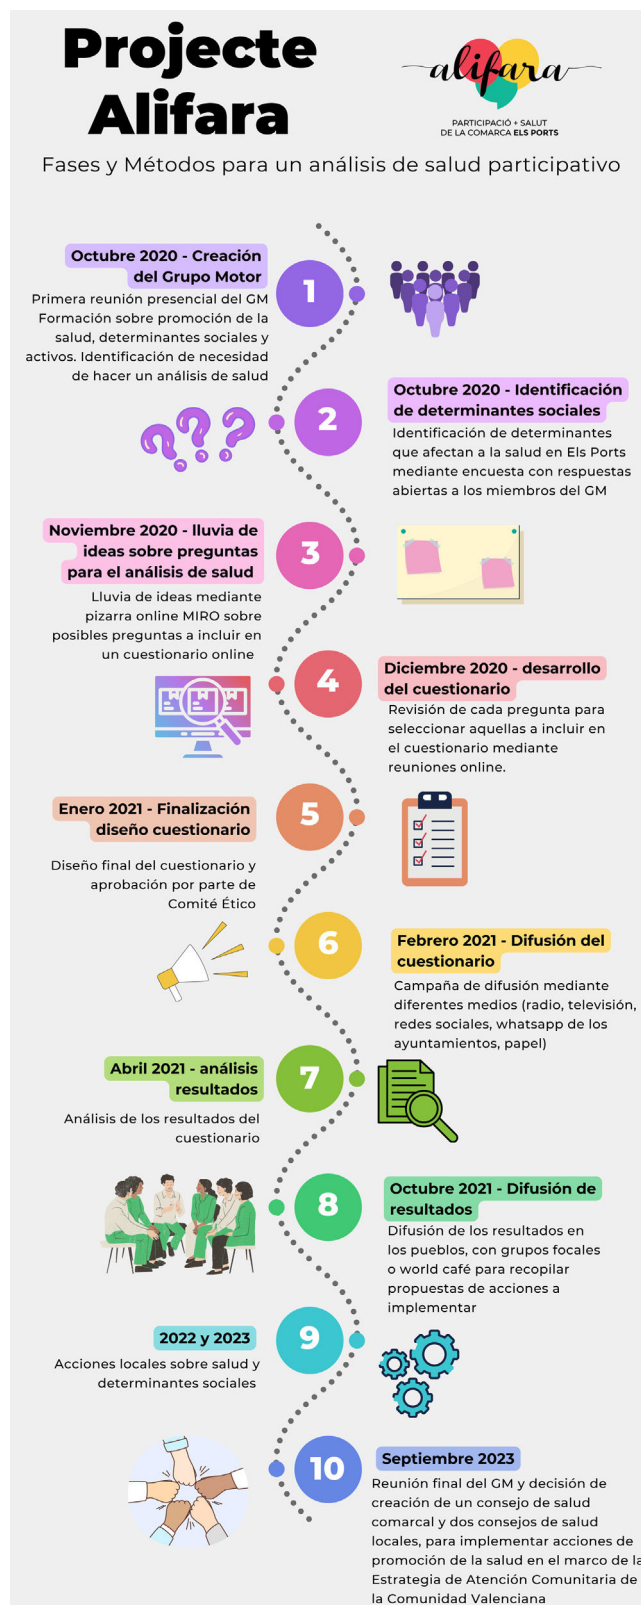 Projecte
Alifara
alifara
PARTICIPACIÓ + SALUT
DE LA COMARCA ELS PORTS
Fases y Métodos para un análisis de salud participativo
Octubre 2020 - Creación
del Grupo Motor
1
Primera reunión presencial del GM
Formación sobre promoción de la
salud, determinantes sociales y
activos. Identificación de necesidad
de hacer un análisis de salud
2
Octubre 2020 - Identificación
de determinantes sociales
Identificación de determinantes
que afectan a la salud en Els Ports
mediante encuesta con respuestas
abiertas a los miembros del GM
Noviembre 2020 - lluvia de
ideas sobre preguntas
para el análisis de salud
3
Lluvia de ideas mediante
pizarra online MIRO sobre
posibles preguntas a incluir en
un cuestionario online
4
Diciembre 2020 - desarrollo
del cuestionario
Revisión de cada pregunta para
seleccionar aquellas a incluir en
el cuestionario mediante
reuniones online.
Enero 2021 - Finalización
diseño cuestionario
5
Diseño final del cuestionario y
aprobación por parte de
Comité Ético
6
Febrero 2021 - Difusión del
cuestionario
Campaña de difusión mediante
diferentes medios (radio, televisión,
redes sociales, whatsapp de los
ayuntamientos, papel)
Abril 2021 - análisis
resultados
7
Análisis de los resultados del
cuestionario
8
Octubre 2021 - Difusión de
resultados
Difusión de los resultados en
los pueblos, con grupos focales
o world café para recopilar
propuestas de acciones a
implementar
2022 y 2023
9
Acciones locales sobre salud y
determinantes sociales
10
Septiembre 2023
Reunión final del GM y decisión de
creación de un consejo de salud
comarcal y dos consejos de salud
locales, para implementar acciones de
promoción de la salud en el marco de la
Estrategia de Atención Comunitaria de
la Comunidad Valenciana